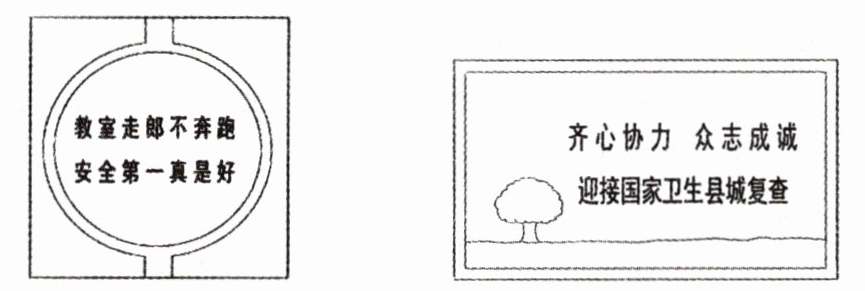 教室走郎不奔跑
安全第一真是好
齐心协力 众志成诚
迎接国家卫生县城复查